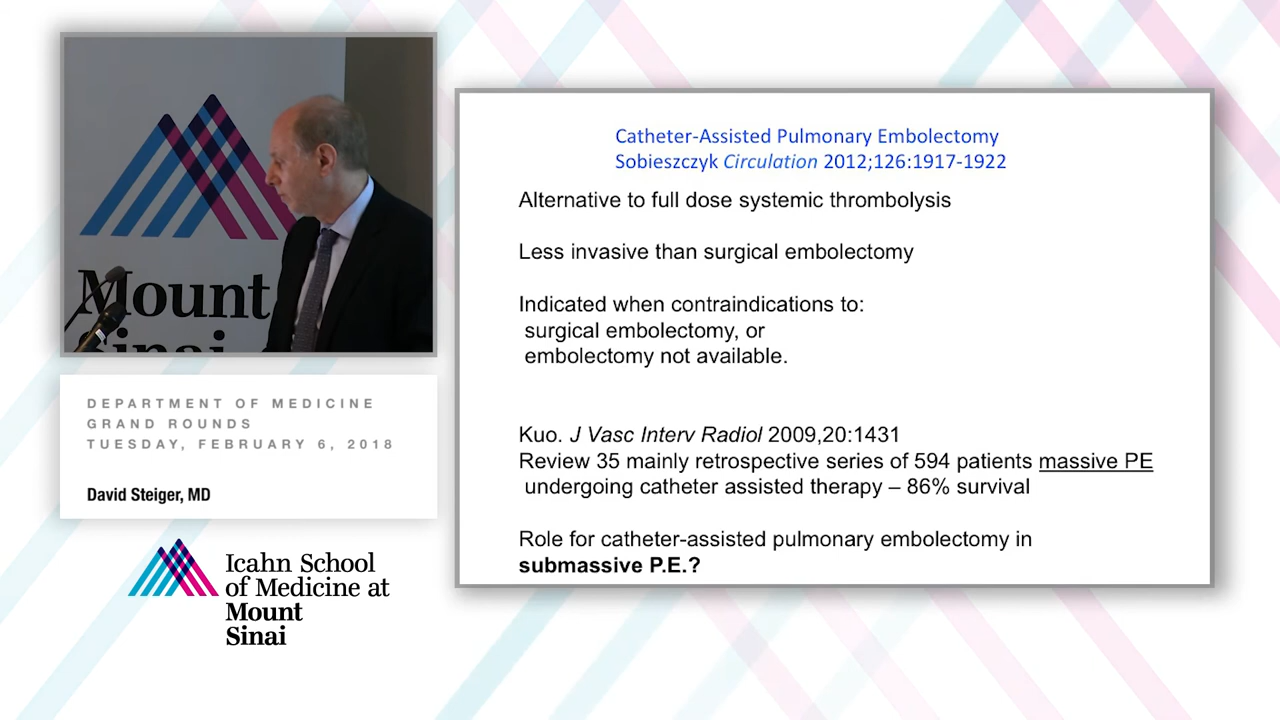 Mount
Sinai
DEPARTMENT OF MEDICINE
GRAND ROUNDS
TUESDAY, FEBRUARY 6, 2018
David Steiger, MD
Icahn School
of Medicine at
Mount
Sinai
Catheter-Assisted Pulmonary Embolectomy
Sobieszczyk Circulation 2012;126:1917-1922
Alternative to full dose systemic thrombolysis
Less invasive than surgical embolectomy
Indicated when contraindications to:
surgical embolectomy, or
embolectomy not available.
Kuo. J Vasc Interv Radiol 2009,20:1431
Review 35 mainly retrospective series of 594 patients massive PE
undergoing catheter assisted therapy – 86% survival
Role for catheter-assisted pulmonary embolectomy in
submassive P.E.?